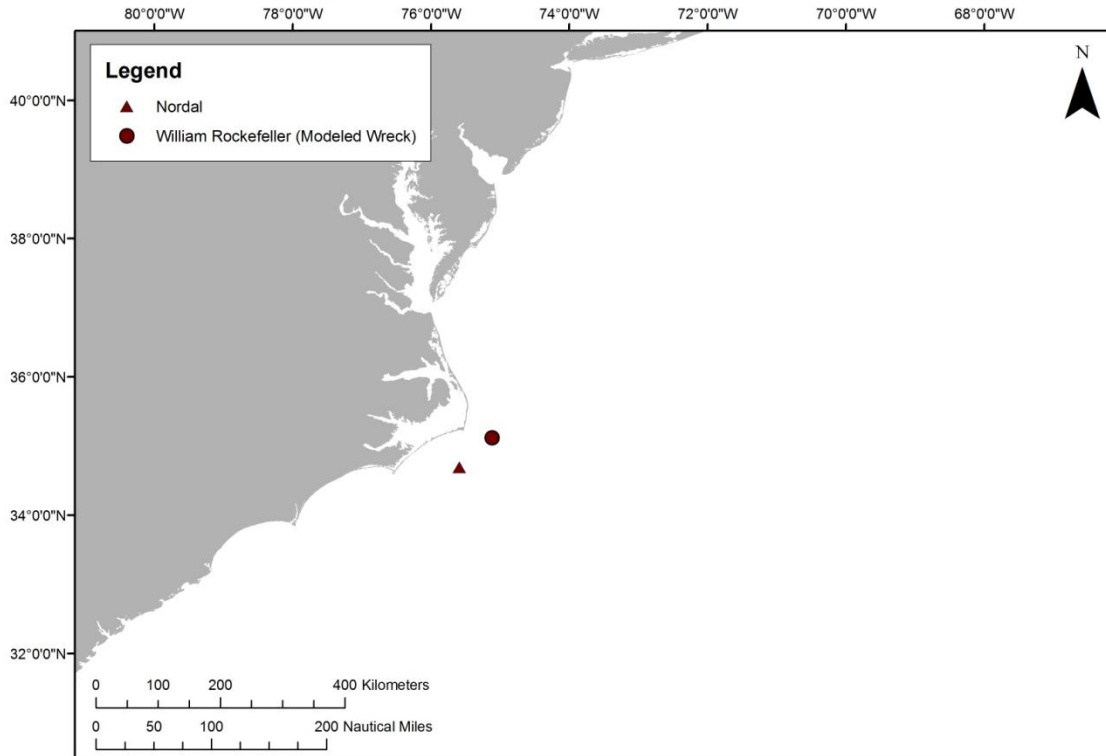 80°0'0"W 78°0'0"W 76°0'0"W 74°0'0"W 72°0'0"W 70°0'0"W 68°0'0"W
N
Legend
Nordal
William Rockefeller (Modeled Wreck)
40°0'0"N
38°0'0"N
36°0'0"N
34°0'0"N
32°0'0"N
0 100 200 400 Kilometers
0 50 100 200 Nautical Miles